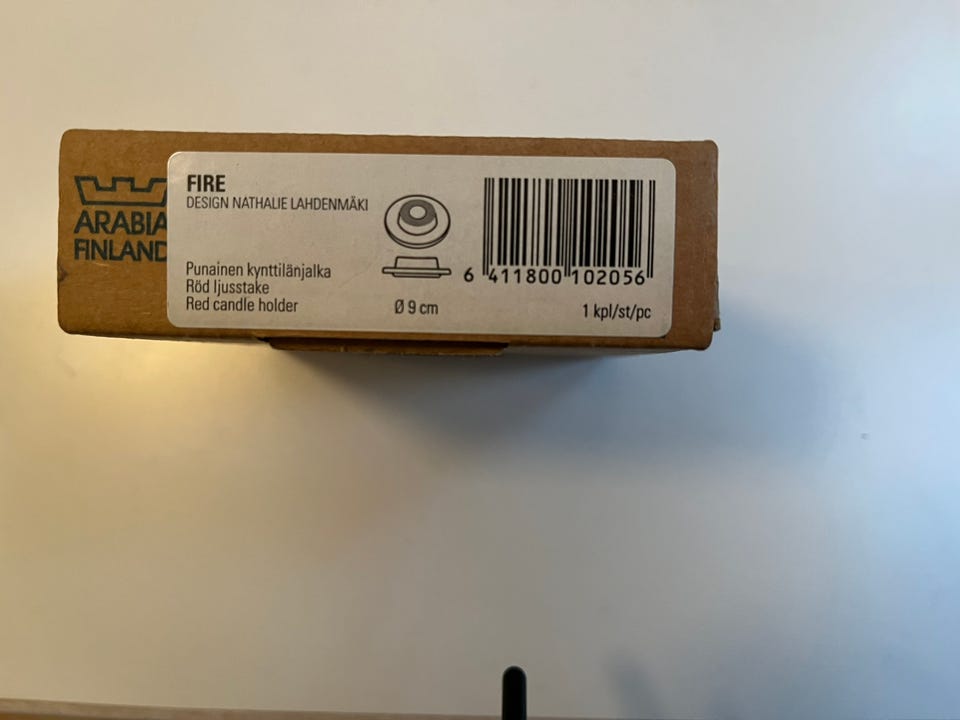 ARABIA
FINLAND
FIRE
DESIGN NATHALIE LAHDENMÄKI
Punainen kynttilänjalka
Röd ljusstake
Red candle holder
Ø 9 cm
6 411800 102056
1 kpl/st/pc